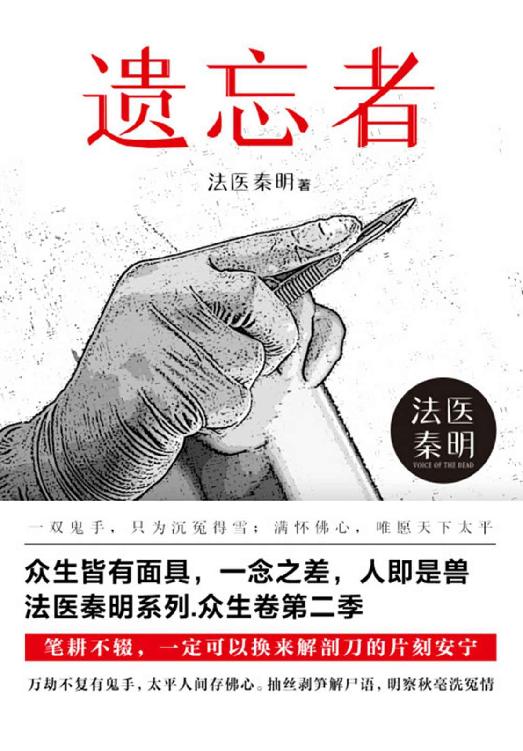 遗忘者
法医秦明 著
法医
秦明
VOICE OF THE DEAD
一双鬼手，只为沉冤得雪；满怀佛心，唯愿天下太平
众生皆有面具，一念之差，人即是兽
法医秦明系列.众生卷第二季
笔耕不辍，一定可以换来解剖刀的片刻安宁
万劫不复有鬼手，太平人间存佛心。抽丝剥笋解尸语，明察秋毫洗冤情